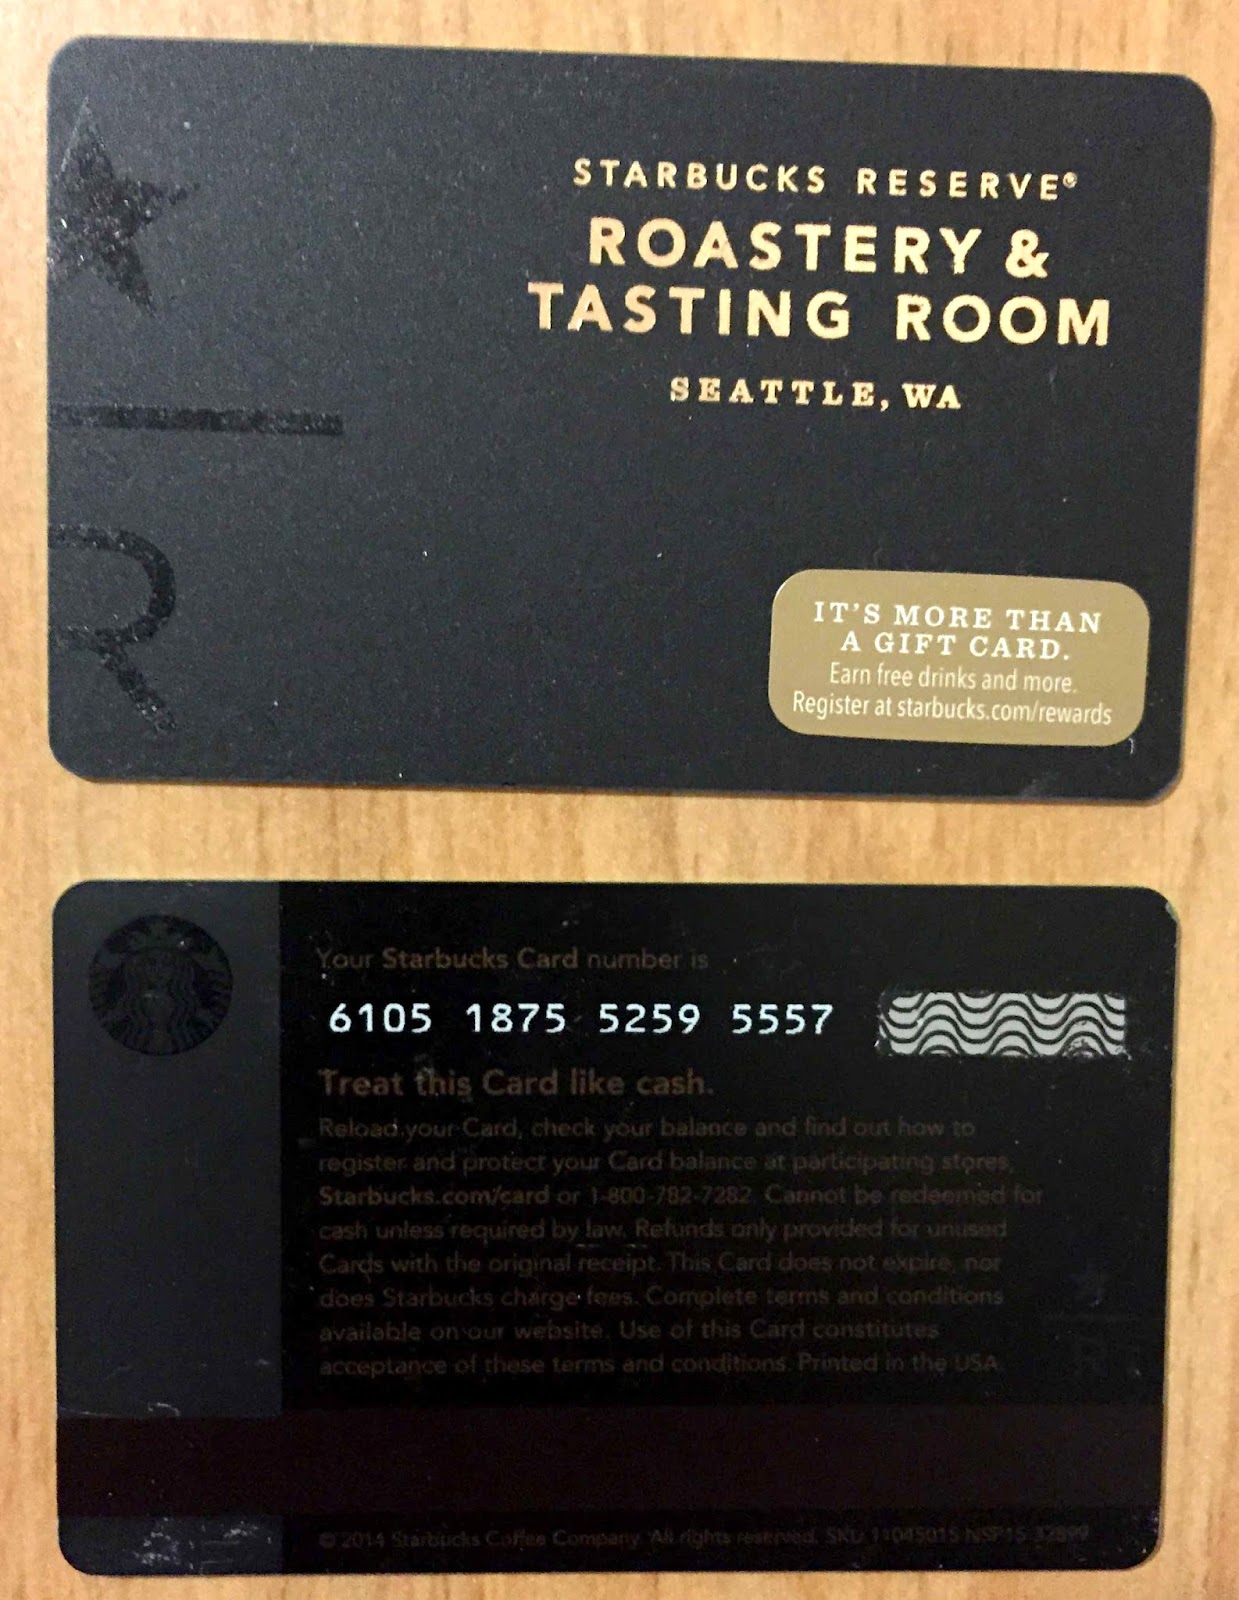 STARBUCKS RESERVE®
ROASTERY &
TASTING ROOM
SEATTLE, WA
R
IT'S MORE THAN
A GIFT CARD.
Earn free drinks and more.
Register at starbucks.com/rewards
Your Starbucks Card number is
6105 1875 5259 5557
Treat this Card like cash.
Reload your Card, check your balance and find out how to
register and protect your Card balance at participating stores,
Starbucks.com/card or 1-800-782-7282. Cannot be redeemed for
cash unless required by law. Refunds only provided for unused
Cards with the original receipt. This Card does not expire, nor
does Starbucks charge fees. Complete terms and conditions
available on our website. Use of this Card constitutes
acceptance of these terms and conditions. Printed in the USA.
R
© 2014 Starbucks Coffee Company. All rights reserved. SKU 11045015 NSP15